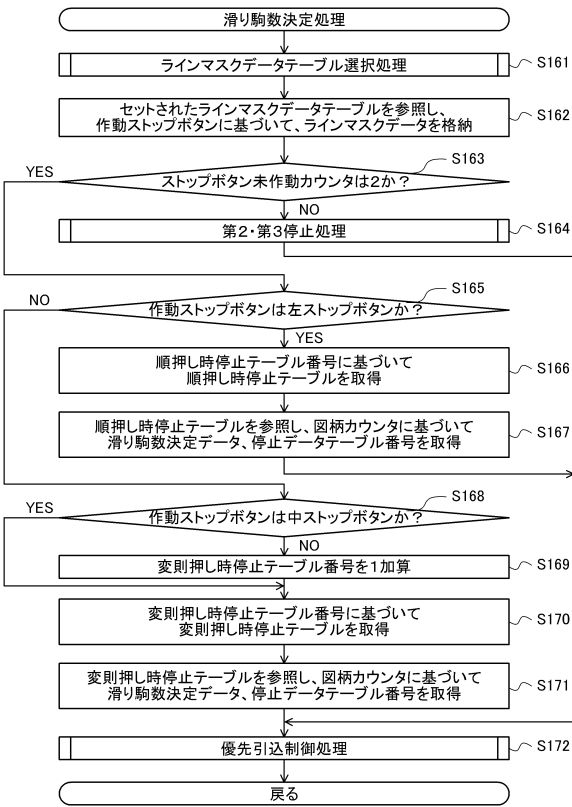 滑り駒数決定処理
ラインマスクデータテーブル選択処理
S161
セットされたラインマスクデータテーブルを参照し、
作動ストップボタンに基づいて、ラインマスクデータを格納
S162
S163
YES
ストップボタン未作動カウンタは2か？
NO
第2・第3停止処理
S164
S165
NO
作動ストップボタンは左ストップボタンか？
YES
順押し時停止テーブル番号に基づいて
順押し時停止テーブルを取得
S166
順押し時停止テーブルを参照し、図柄カウンタに基づいて
滑り駒数決定データ、停止データテーブル番号を取得
S167
S168
YES
作動ストップボタンは中ストップボタンか？
NO
変則押し時停止テーブル番号を1加算
S169
変則押し時停止テーブル番号に基づいて
変則押し時停止テーブルを取得
S170
変則押し時停止テーブルを参照し、図柄カウンタに基づいて
滑り駒数決定データ、停止データテーブル番号を取得
S171
優先引込制御処理
S172
戻る